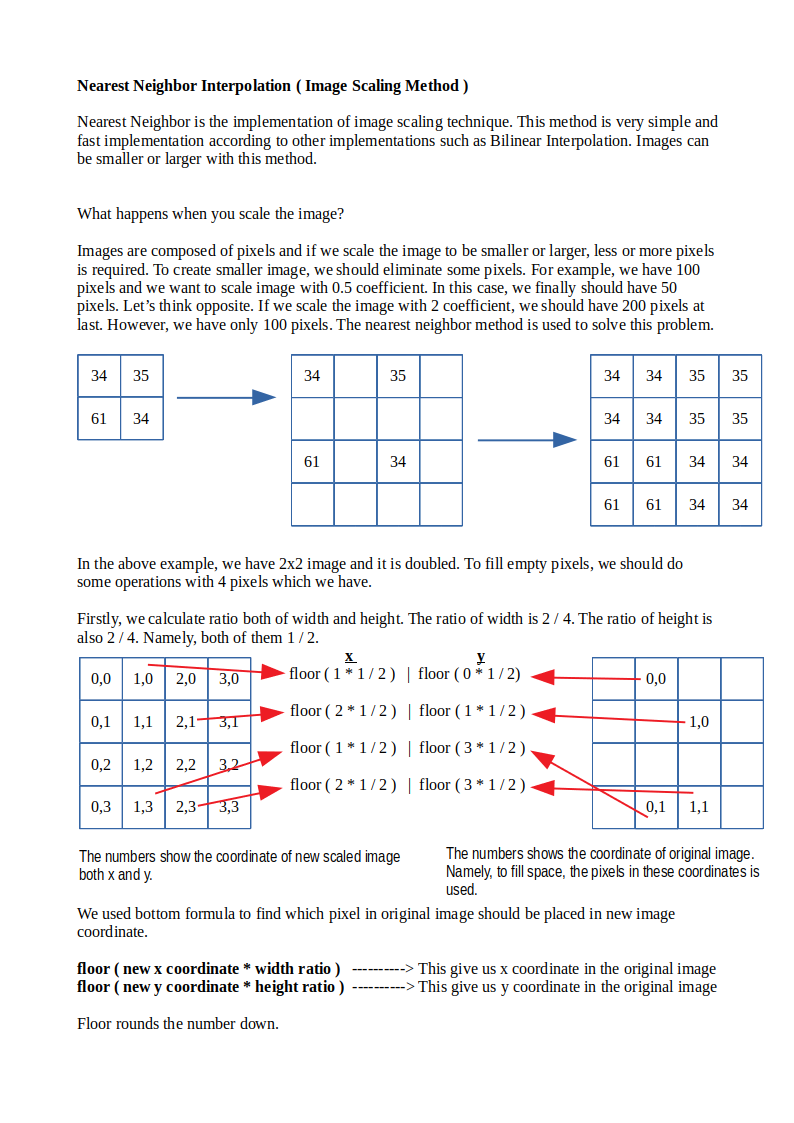 Nearest Neighbor Interpolation ( Image Scaling Method )
Nearest Neighbor is the implementation of image scaling technique. This method is very simple and
fast implementation according to other implementations such as Bilinear Interpolation. Images can
be smaller or larger with this method.
What happens when you scale the image?
Images are composed of pixels and if we scale the image to be smaller or larger, less or more pixels
is required. To create smaller image, we should eliminate some pixels. For example, we have 100
pixels and we want to scale image with 0.5 coefficient. In this case, we finally should have 50
pixels. Let’s think opposite. If we scale the image with 2 coefficient, we should have 200 pixels at
last. However, we have only 100 pixels. The nearest neighbor method is used to solve this problem.
34 35
61 34
34 35
61 34
34 34 35 35
34 34 35 35
61 61 34 34
61 61 34 34
In the above example, we have 2x2 image and it is doubled. To fill empty pixels, we should do
some operations with 4 pixels which we have.
Firstly, we calculate ratio both of width and height. The ratio of width is 2 / 4. The ratio of height is
also 2 / 4. Namely, both of them 1 / 2.
0,0 1,0 2,0 3,0
0,1 1,1 2,1 3,1
0,2 1,2 2,2 3,2
0,3 1,3 2,3 3,3
x y
floor ( 1 * 1 / 2 ) | floor ( 0 * 1 / 2)
floor ( 2 * 1 / 2 ) | floor ( 1 * 1 / 2 )
floor ( 1 * 1 / 2 ) | floor ( 3 * 1 / 2 )
floor ( 2 * 1 / 2 ) | floor ( 3 * 1 / 2 )
0,0
1,0
0,1 1,1
The numbers show the coordinate of new scaled image
both x and y.
The numbers shows the coordinate of original image.
Namely, to fill space, the pixels in these coordinates is
used.
We used bottom formula to find which pixel in original image should be placed in new image
coordinate.
floor ( new x coordinate * width ratio ) ----------> This give us x coordinate in the original image
floor ( new y coordinate * height ratio ) ----------> This give us y coordinate in the original image
Floor rounds the number down.